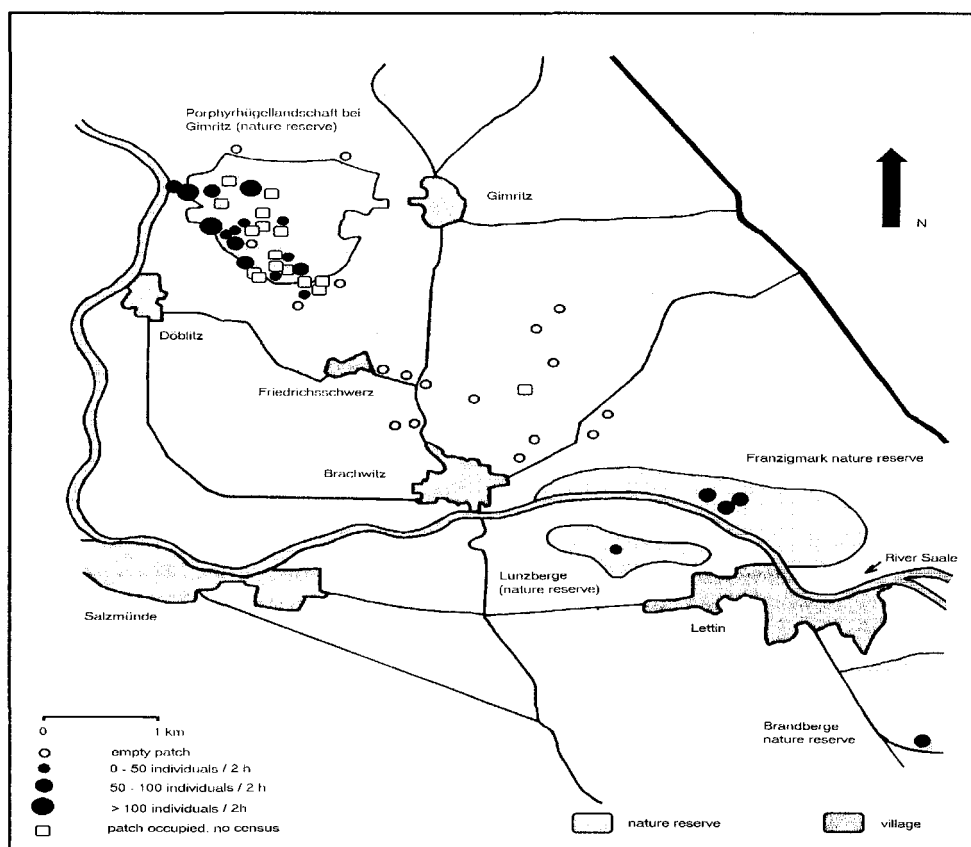 Porphyrhügellandschaft bei
Gimritz (nature reserve)
Gimritz
N
Döblitz
Friedrichsschwerz
Brachwitz
Franzigmark nature reserve
River Saale
Lunzberge
(nature reserve)
Salzmünde
Lettin
Brandberge
nature reserve
0 1 km
empty patch
0 - 50 individuals / 2 h
50 - 100 individuals / 2 h
> 100 individuals / 2h
patch occupied, no census
nature reserve
village